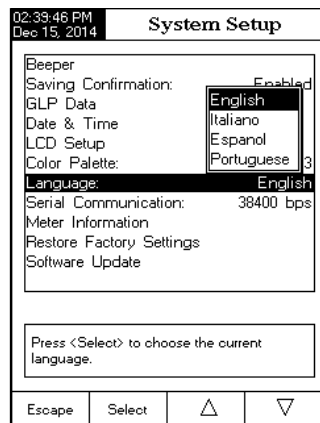 02:39:46 PM
Dec 15, 2014
System Setup
Beeper
Saving Confirmation: Enabled
GLP Data
Date & Time
LCD Setup
Color Palette: 3
Language: English
Serial Communication: 38400 bps
Meter Information
Restore Factory Settings
Software Update
English
Italiano
Espanol
Portuguese
Press <Select> to choose the current
language.
Escape Select △ ▽